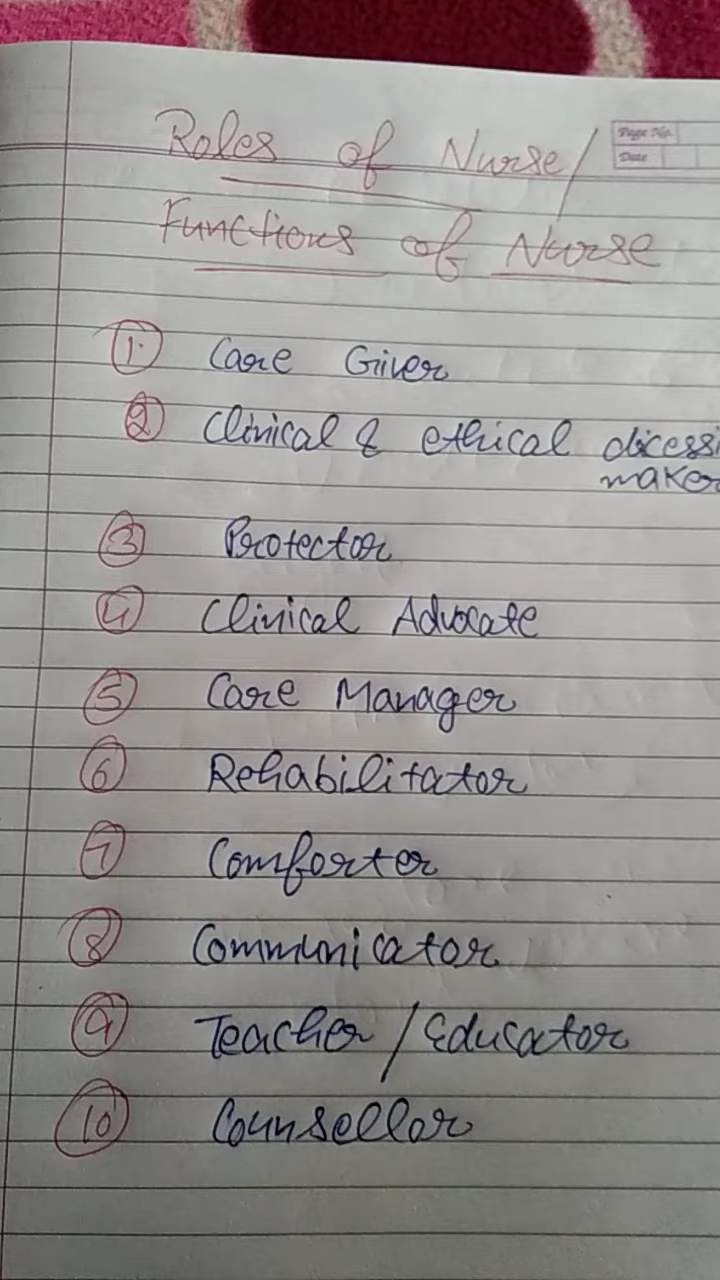 Page No.
Date
Roles of Nurse/
Functions of Nurse
1. Care Giver
2 Clinical & ethical dicessi
maker
3 Protector
4 Clinical Advocate
5 Care Manager
6 Rehabilitator
7 Comforter
8 Communicator
9 Teacher/Educator
10 Counsellor